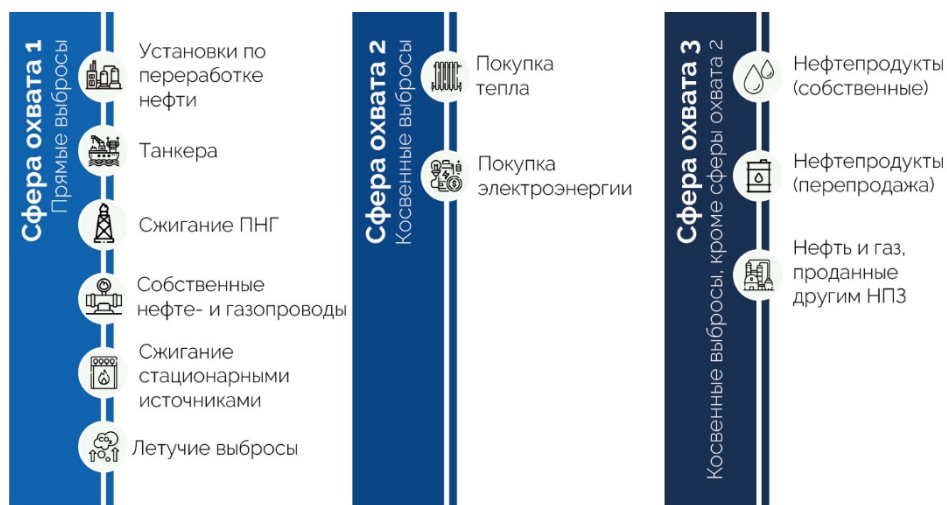 Сфера охвата 1
Прямые выбросы
Установки по
переработке
нефти
Танкера
Сжигание ПНГ
Собственные
нефте- и газопроводы
Сжигание
стационарными
источниками
Летучие выбросы
Сфера охвата 2
Косвенные выбросы
Покупка
тепла
Покупка
электроэнергии
Сфера охвата 3
Косвенные выбросы, кроме сферы охвата 2
Нефтепродукты
(собственные)
Нефтепродукты
(перепродажа)
Нефть и газ,
проданные
другим НПЗ